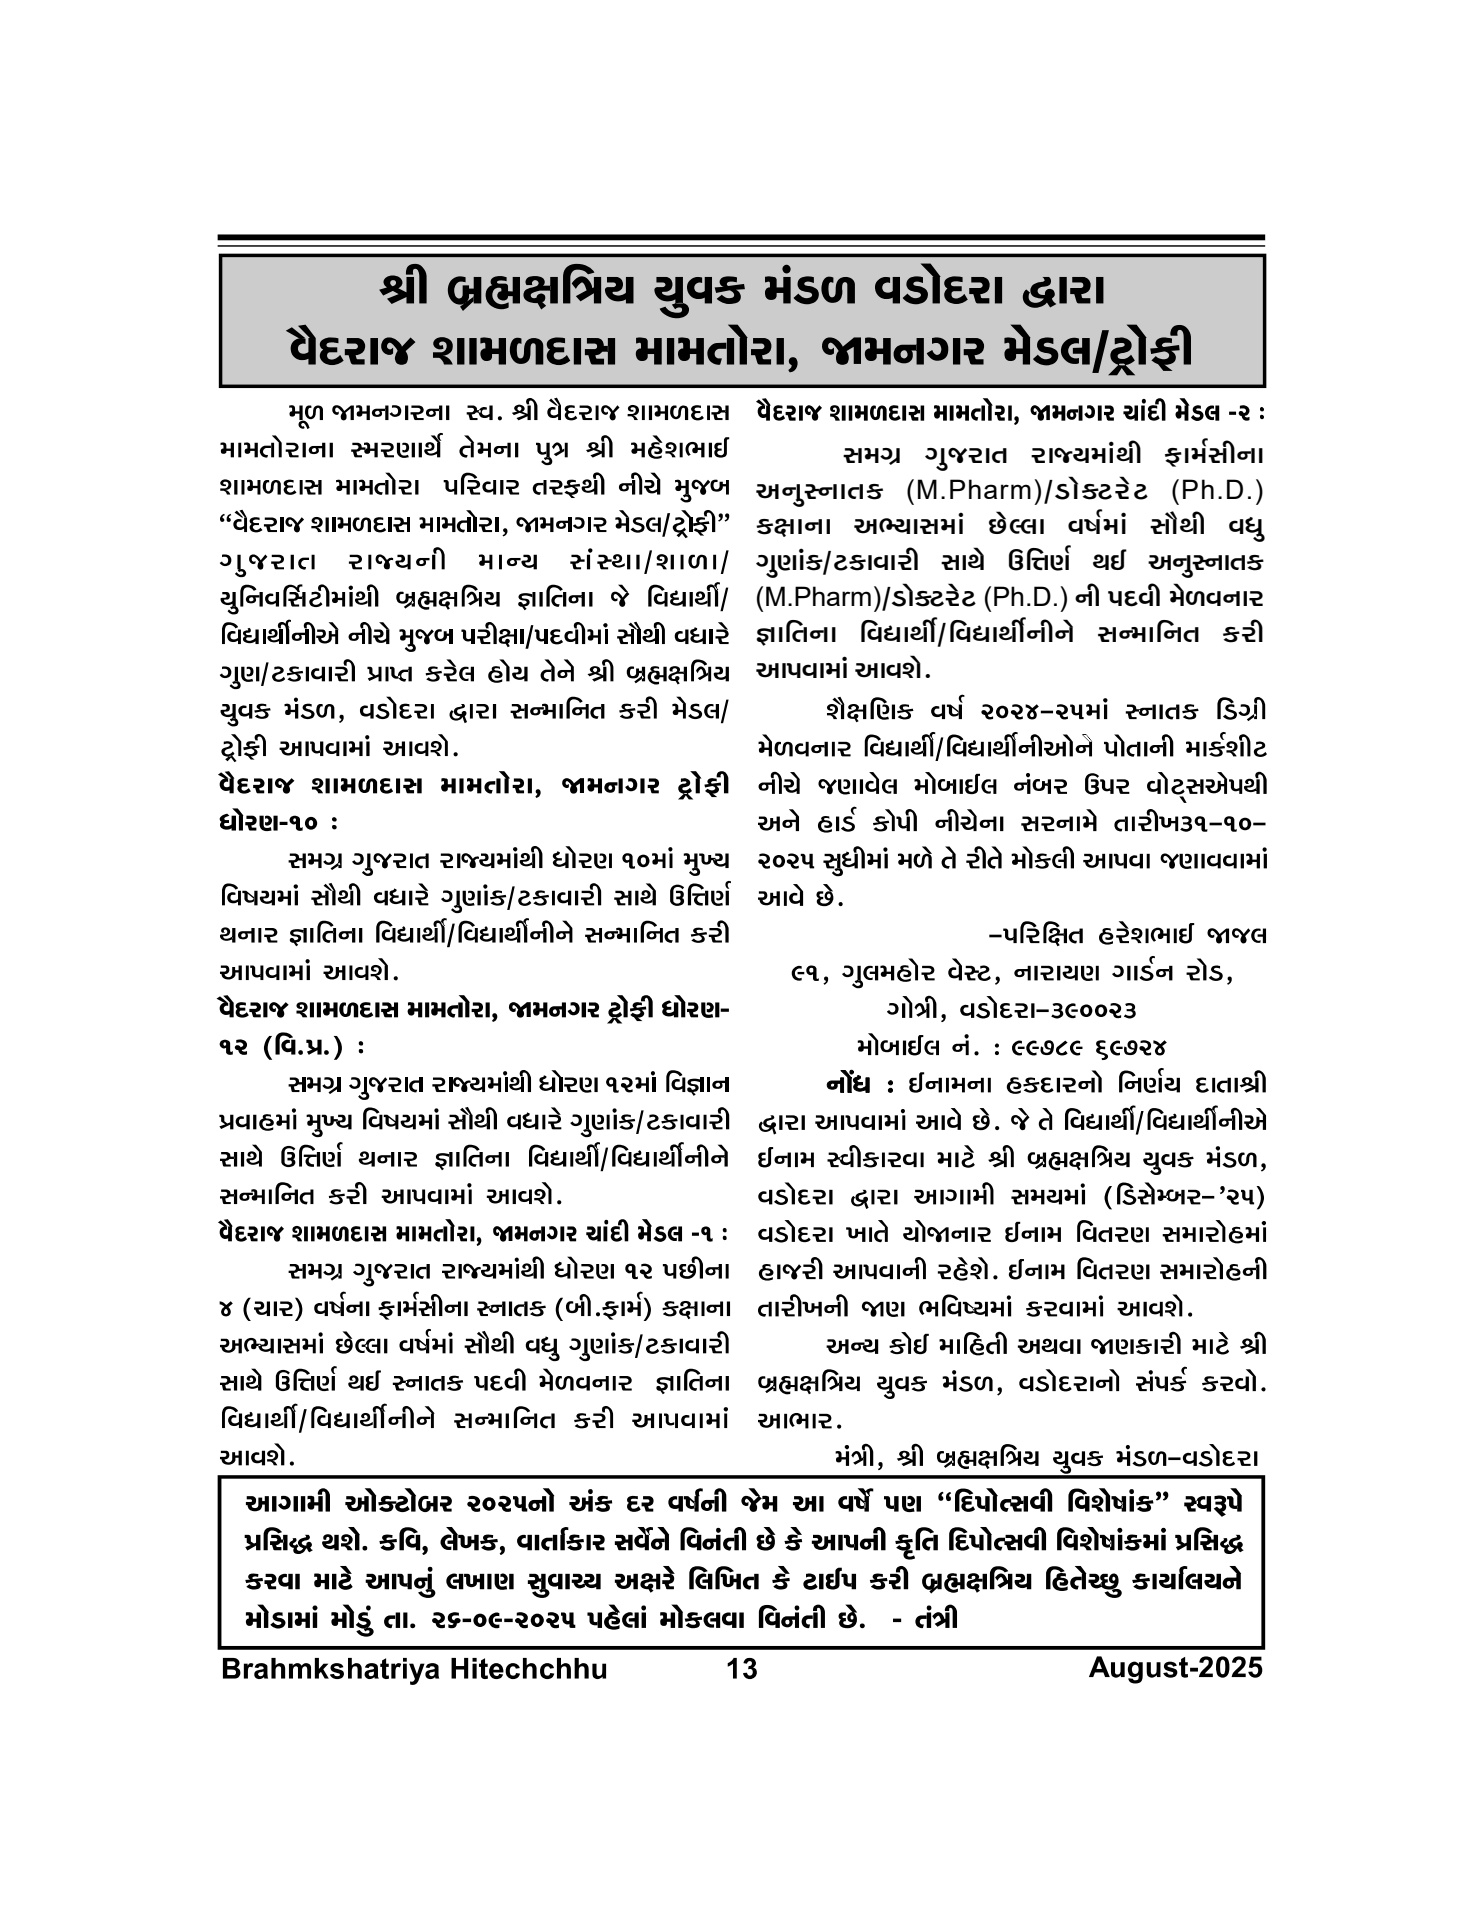 શ્રી બ્રહ્મક્ષત્રિય યુવક મંડળ વડોદરા દ્વારા
વૈદરાજ શામળદાસ મામતોરા, જામનગર મેડલ/ટ્રોફી
મૂળ જામનગરના સ્વ. શ્રી વૈદરાજ શામળદાસ
મામતોરાના સ્મરણાર્થે તેમના પુત્ર શ્રી મહેશભાઈ
શામળદાસ મામતોરા પરિવાર તરફથી નીચે મુજબ
“વૈદરાજ શામળદાસ મામતોરા, જામનગર મેડલ/ટ્રોફી”
ગુજરાત રાજ્યની માન્ય સંસ્થા/શાળા/
યુનિવર્સિટીમાંથી બ્રહ્મક્ષત્રિય જ્ઞાતિના જે વિદ્યાર્થી/
વિદ્યાર્થીનીએ નીચે મુજબ પરીક્ષા/પદવીમાં સૌથી વધારે
ગુણ/ટકાવારી પ્રાપ્ત કરેલ હોય તેને શ્રી બ્રહ્મક્ષત્રિય
યુવક મંડળ, વડોદરા દ્વારા સન્માનિત કરી મેડલ/
ટ્રોફી આપવામાં આવશે.
વૈદરાજ શામળદાસ મામતોરા, જામનગર ટ્રોફી
ધોરણ-૧૦ :
સમગ્ર ગુજરાત રાજ્યમાંથી ધોરણ ૧૦માં મુખ્ય
વિષયમાં સૌથી વધારે ગુણાંક/ટકાવારી સાથે ઉત્તિર્ણ
થનાર જ્ઞાતિના વિદ્યાર્થી/વિદ્યાર્થીનીને સન્માનિત કરી
આપવામાં આવશે.
વૈદરાજ શામળદાસ મામતોરા, જામનગર ટ્રોફી ધોરણ-
૧૨ (વિ.પ્ર.) :
સમગ્ર ગુજરાત રાજ્યમાંથી ધોરણ ૧૨માં વિજ્ઞાન
પ્રવાહમાં મુખ્ય વિષયમાં સૌથી વધારે ગુણાંક/ટકાવારી
સાથે ઉત્તિર્ણ થનાર જ્ઞાતિના વિદ્યાર્થી/વિદ્યાર્થીનીને
સન્માનિત કરી આપવામાં આવશે.
વૈદરાજ શામળદાસ મામતોરા, જામનગર ચાંદી મેડલ -૧ :
સમગ્ર ગુજરાત રાજ્યમાંથી ધોરણ ૧૨ પછીના
૪ (ચાર) વર્ષના ફાર્મસીના સ્નાતક (બી.ફાર્મ) કક્ષાના
અભ્યાસમાં છેલ્લા વર્ષમાં સૌથી વધુ ગુણાંક/ટકાવારી
સાથે ઉત્તિર્ણ થઈ સ્નાતક પદવી મેળવનાર જ્ઞાતિના
વિદ્યાર્થી/વિદ્યાર્થીનીને સન્માનિત કરી આપવામાં
આવશે.
વૈદરાજ શામળદાસ મામતોરા, જામનગર ચાંદી મેડલ -૨ :
સમગ્ર ગુજરાત રાજ્યમાંથી ફાર્મસીના
અનુસ્નાતક (M.Pharm)/ડોક્ટરેટ (Ph.D.)
કક્ષાના અભ્યાસમાં છેલ્લા વર્ષમાં સૌથી વધુ
ગુણાંક/ટકાવારી સાથે ઉત્તિર્ણ થઈ અનુસ્નાતક
(M.Pharm)/ડોક્ટરેટ (Ph.D.) ની પદવી મેળવનાર
જ્ઞાતિના વિદ્યાર્થી/વિદ્યાર્થીનીને સન્માનિત કરી
આપવામાં આવશે.
શૈક્ષણિક વર્ષ ૨૦૨૪–૨૫માં સ્નાતક ડિગ્રી
મેળવનાર વિદ્યાર્થી/વિદ્યાર્થીનીઓને પોતાની માર્કશીટ
નીચે જણાવેલ મોબાઈલ નંબર ઉપર વોટ્સએપથી
અને હાર્ડ કોપી નીચેના સરનામે તારીખ૩૧–૧૦–
૨૦૨૫ સુધીમાં મળે તે રીતે મોકલી આપવા જણાવવામાં
આવે છે.
–પરિક્ષિત હરેશભાઈ જાજલ
૯૧, ગુલમહોર વેસ્ટ, નારાયણ ગાર્ડન રોડ,
ગોત્રી, વડોદરા–૩૯૦૦૨૩
મોબાઈલ નં. : ૯૯૭૮૯ ૬૯૭૨૪
નોંધ : ઈનામના હકદારનો નિર્ણય દાતાશ્રી
દ્વારા આપવામાં આવે છે. જે તે વિદ્યાર્થી/વિદ્યાર્થીનીએ
ઈનામ સ્વીકારવા માટે શ્રી બ્રહ્મક્ષત્રિય યુવક મંડળ,
વડોદરા દ્વારા આગામી સમયમાં (ડિસેમ્બર–’૨૫)
વડોદરા ખાતે યોજાનાર ઈનામ વિતરણ સમારોહમાં
હાજરી આપવાની રહેશે. ઈનામ વિતરણ સમારોહની
તારીખની જાણ ભવિષ્યમાં કરવામાં આવશે.
અન્ય કોઈ માહિતી અથવા જાણકારી માટે શ્રી
બ્રહ્મક્ષત્રિય યુવક મંડળ, વડોદરાનો સંપર્ક કરવો.
આભાર.
મંત્રી, શ્રી બ્રહ્મક્ષત્રિય યુવક મંડળ–વડોદરા
આગામી ઓક્ટોબર ૨૦૨૫નો અંક દર વર્ષની જેમ આ વર્ષે પણ “દિપોત્સવી વિશેષાંક” સ્વરૂપે
પ્રસિદ્ધ થશે. કવિ, લેખક, વાર્તાકાર સર્વેને વિનંતી છે કે આપની કૃતિ દિપોત્સવી વિશેષાંકમાં પ્રસિદ્ધ
કરવા માટે આપનું લખાણ સુવાચ્ય અક્ષરે લિખિત કે ટાઈપ કરી બ્રહ્મક્ષત્રિય હિતેચ્છુ કાર્યાલયને
મોડામાં મોડું તા. ૨૬-૦૯-૨૦૨૫ પહેલાં મોકલવા વિનંતી છે. - તંત્રી
Brahmkshatriya Hitechchhu 13 August-2025